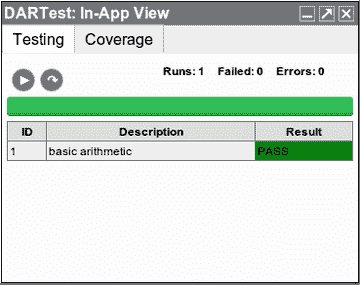 DARTest: In-App View
Testing Coverage
Runs: 1 Failed: 0 Errors: 0
ID Description Result
1 basic arithmetic PASS